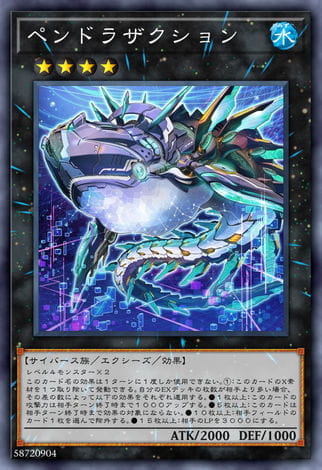 ペンドラザクション
水
【サイバース族/エクシーズ/効果】
レベル4モンスター×2
このカード名の効果は1ターンに1度しか使用できない。①:このカードのX素
材を1つ取り除いて発動できる。自分のEXデッキの枚数が相手より多い場合、
その差の数によって以下の効果をそれぞれ適用する。●1枚以上:このカードの
攻撃力は相手ターン終了時まで1000アップする。●5枚以上:このカードは
相手ターン終了時まで効果の対象にならない。●10枚以上:相手フィールドの
カード1枚を選んで除外する。●15枚以上:相手のLPを3000にする。
ATK/2000 DEF/1000
58720904